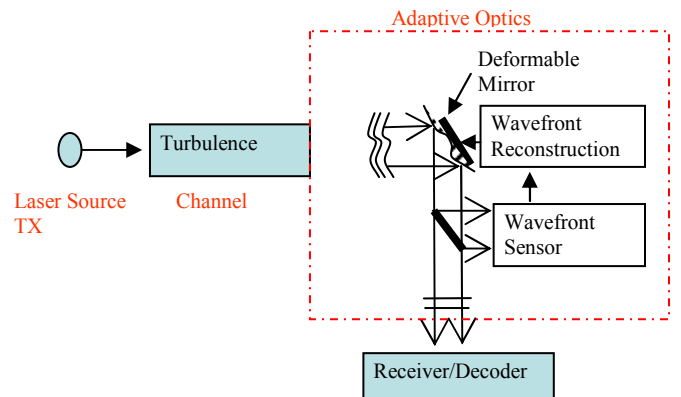 Adaptive Optics
Deformable
Mirror
Turbulence
Wavefront
Reconstruction
Laser Source
TX
Channel
Wavefront
Sensor
Receiver/Decoder